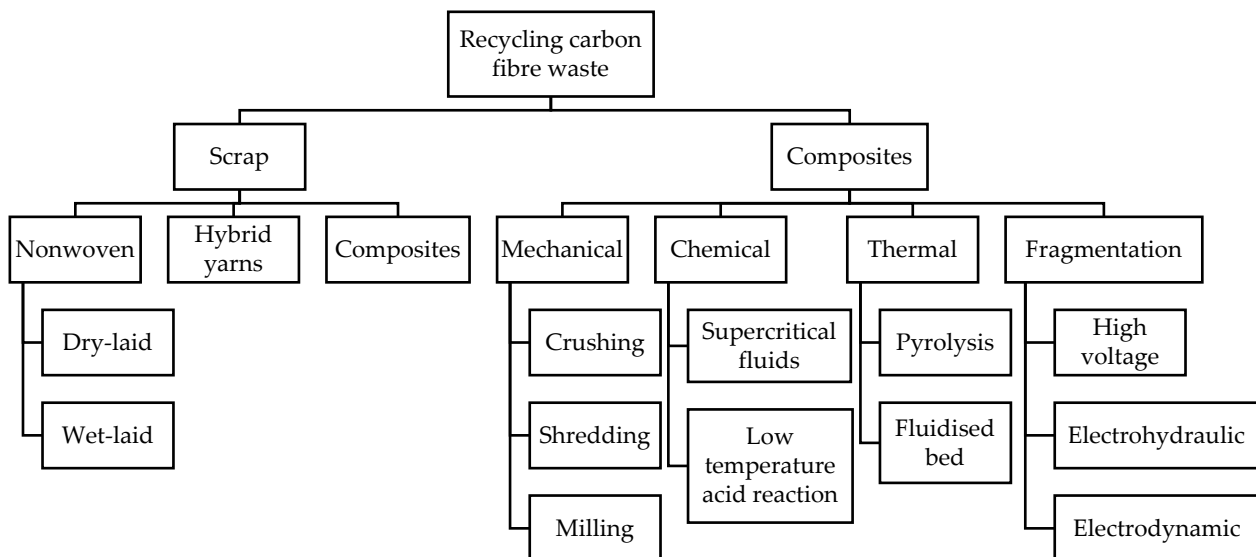 Recycling carbon
fibre waste
Scrap
Composites
Nonwoven
Hybrid
yarns
Composites
Mechanical
Chemical
Thermal
Fragmentation
Dry-laid
Wet-laid
Crushing
Shredding
Milling
Supercritical
fluids
Low
temperature
acid reaction
Pyrolysis
Fluidised
bed
High
voltage
Electrohydraulic
Electrodynamic